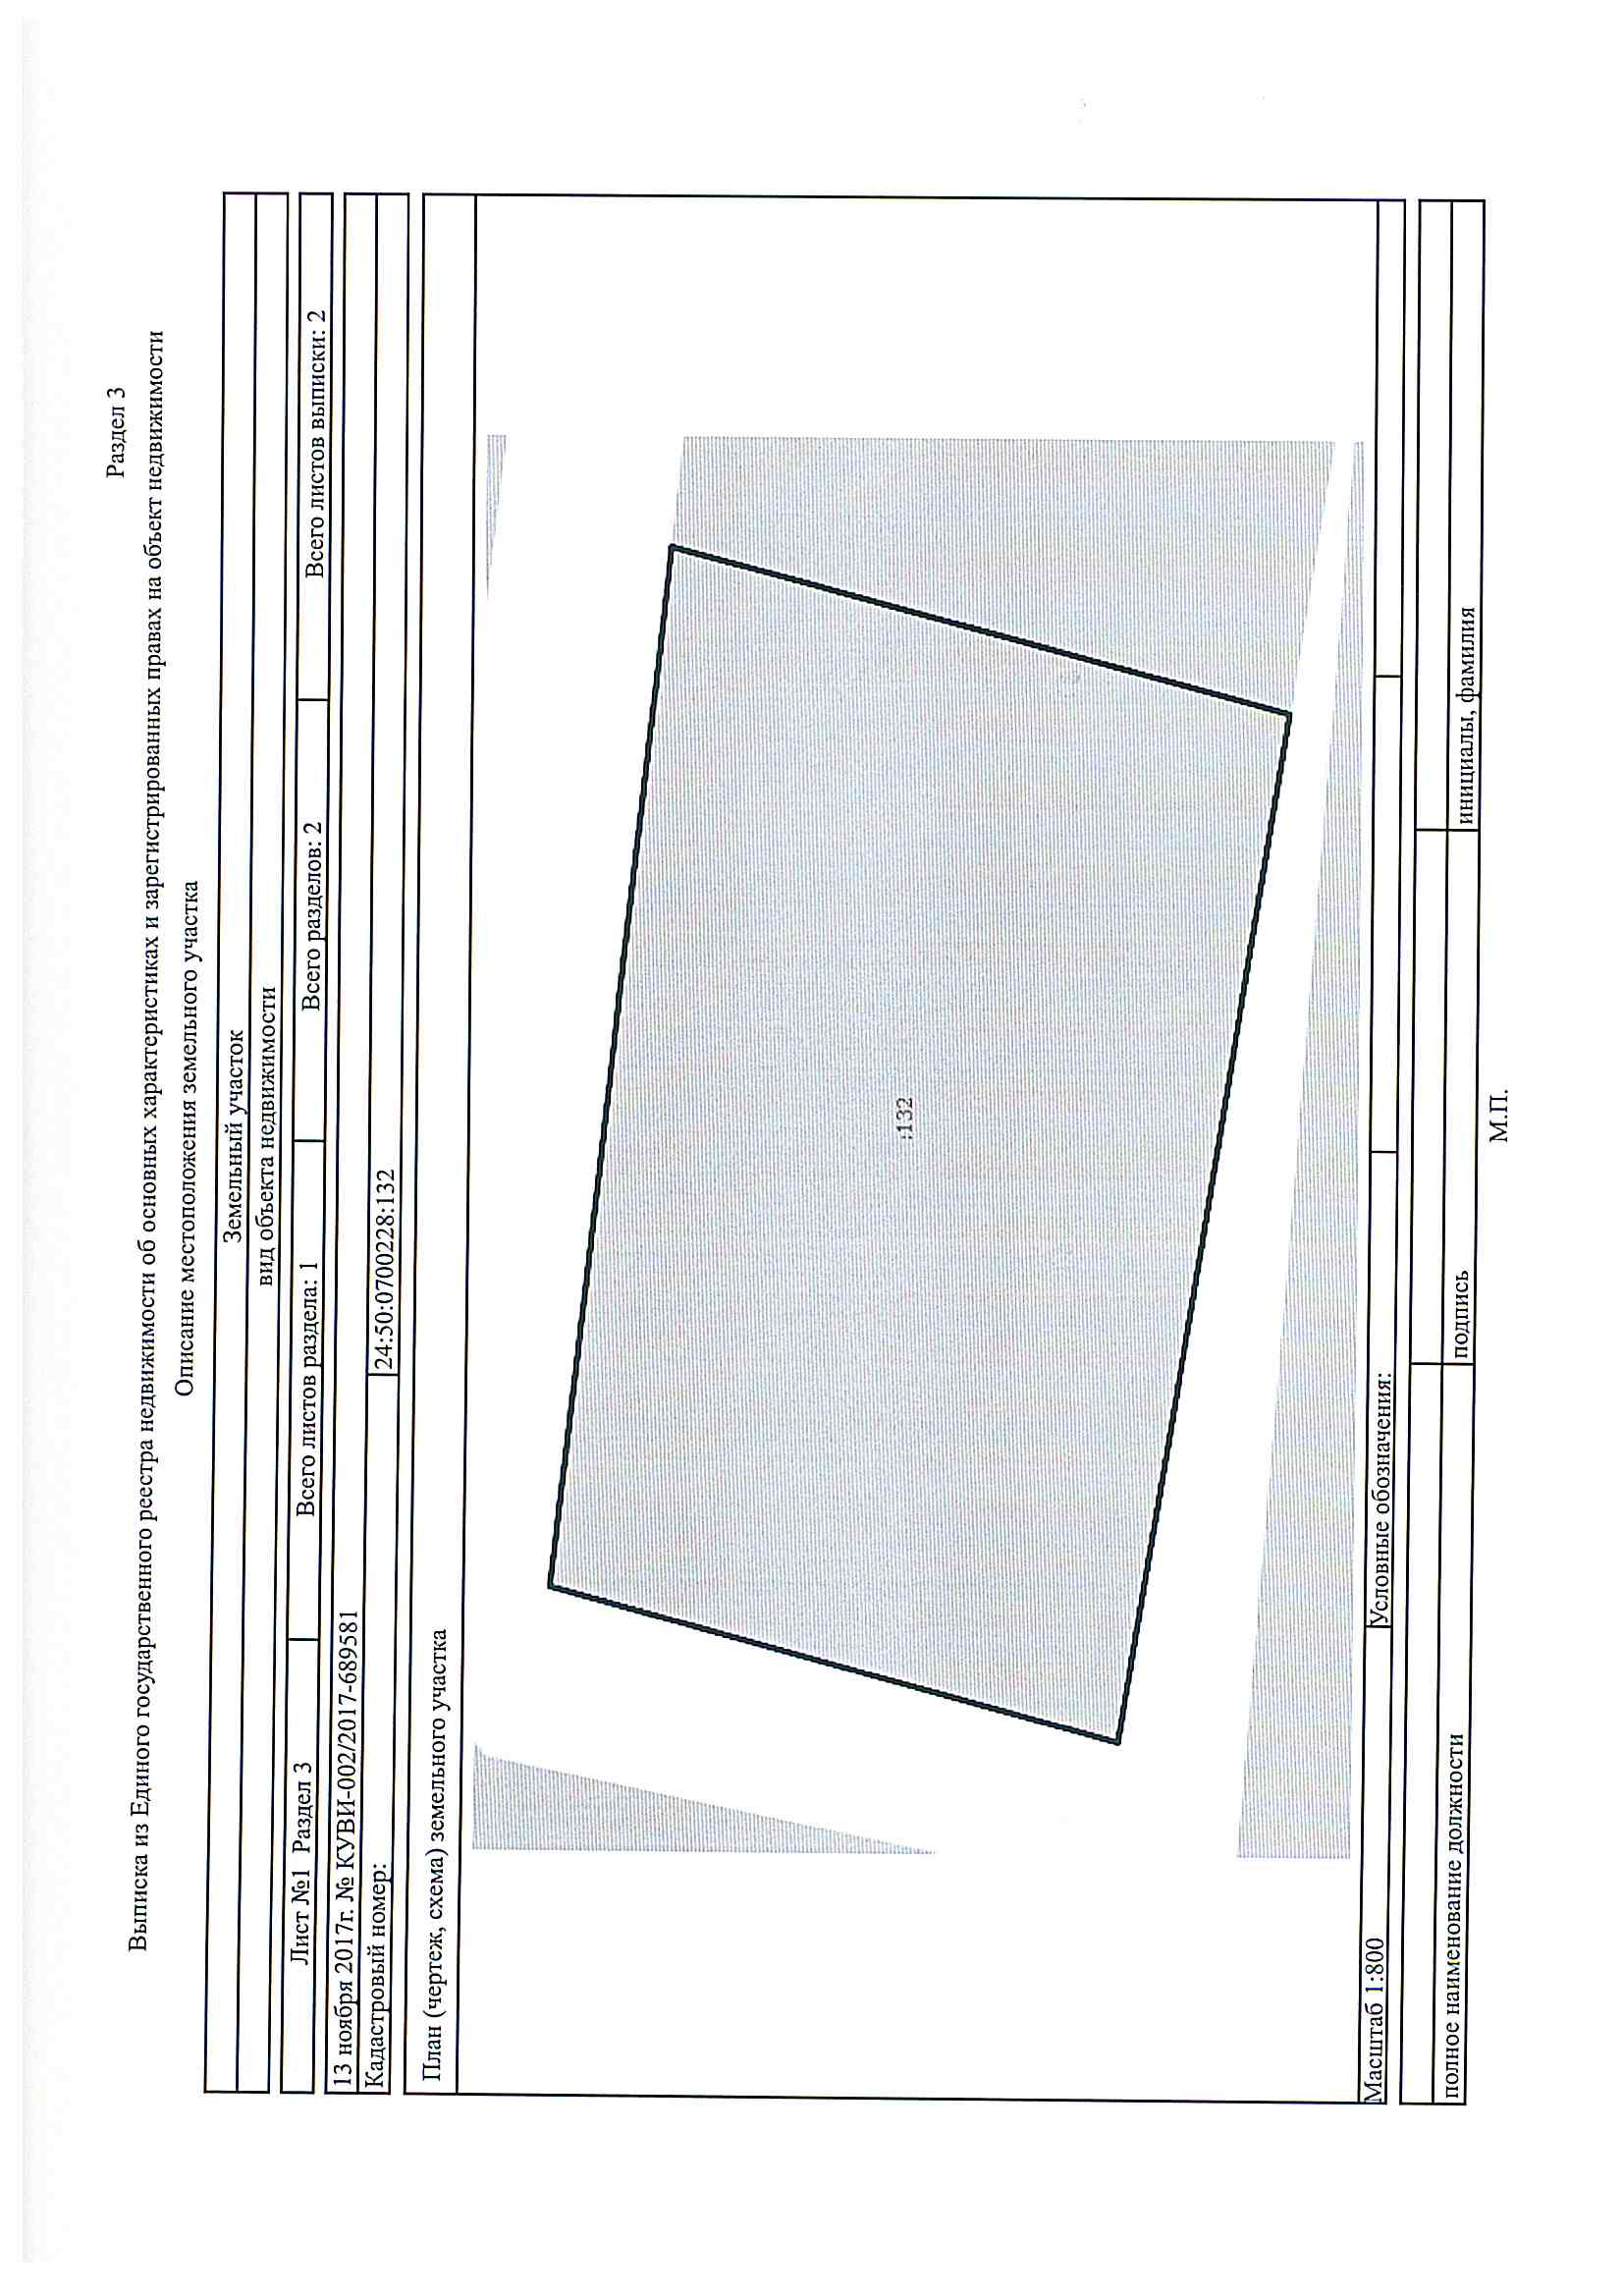 Раздел 3
Выписка из Единого государственного реестра недвижимости об основных характеристиках и зарегистрированных правах на объект недвижимости
Описание местоположения земельного участка
Земельный участок
вид объекта недвижимости
Лист №1 Раздел 3 Всего листов раздела: 1 Всего разделов: 2 Всего листов выписки: 2
13 ноября 2017г. № КУВИ-002/2017-689581
Кадастровый номер: 24:50:0700228:132
План (чертеж, схема) земельного участка
:132
Масштаб 1:800 Условные обозначения:
полное наименование должности подпись инициалы, фамилия
М.П.